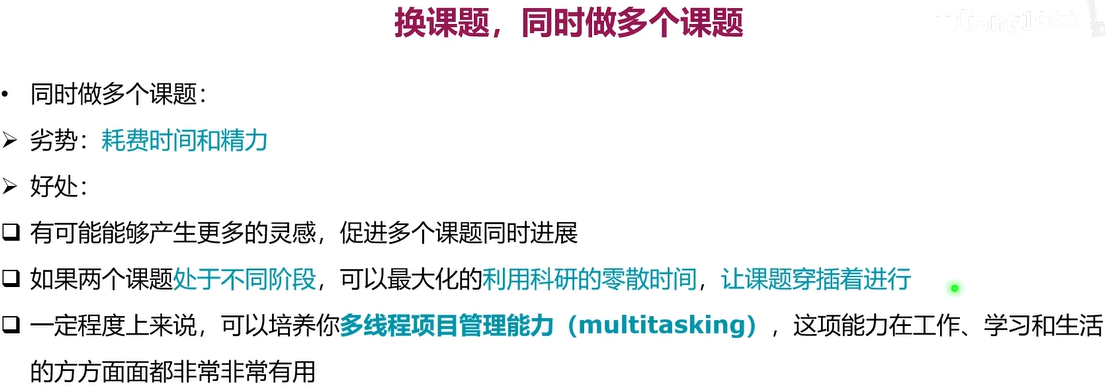 换课题，同时做多个课题
• 同时做多个课题：
➢ 劣势：耗费时间和精力
➢ 好处：
❑ 有可能能够产生更多的灵感，促进多个课题同时进展
❑ 如果两个课题处于不同阶段，可以最大化的利用科研的零散时间，让课题穿插着进行
❑ 一定程度上来说，可以培养你多线程项目管理能力（multitasking），这项能力在工作、学习和生活
的方方面面都非常非常有用